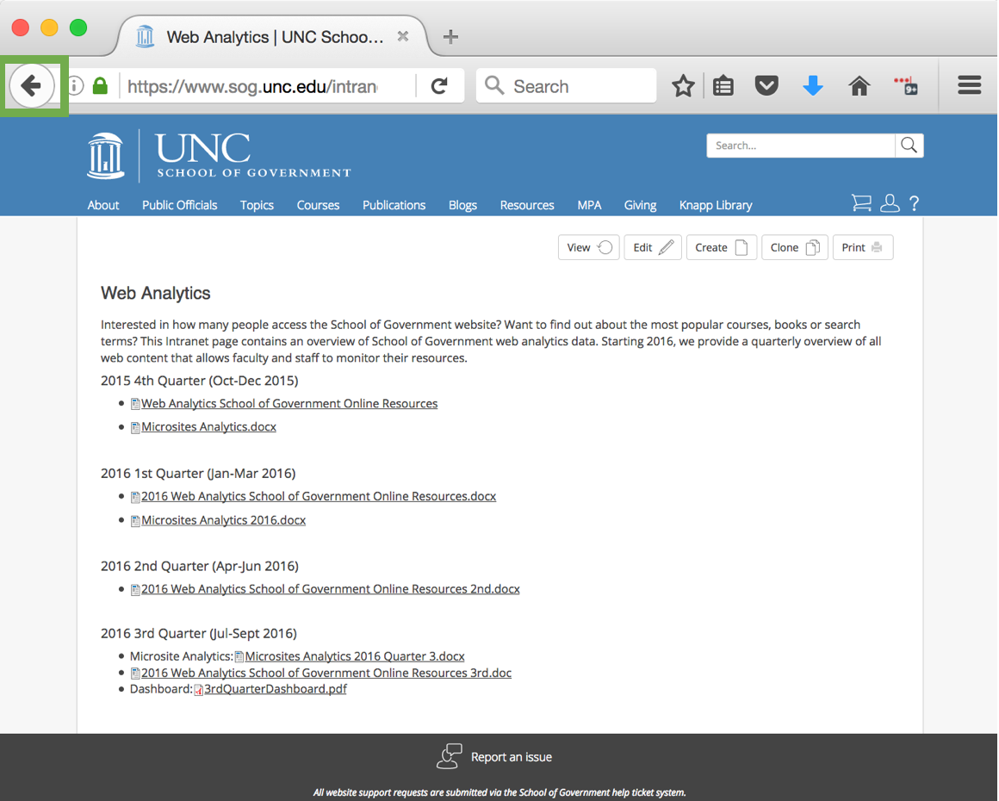 Web Analytics | UNC Schoo...
https://www.sog.unc.edu/intran
Search
9+
UNC
SCHOOL OF GOVERNMENT
Search...
About Public Officials Topics Courses Publications Blogs Resources MPA Giving Knapp Library ?
View Edit Create Clone Print
Web Analytics
Interested in how many people access the School of Government website? Want to find out about the most popular courses, books or search
terms? This Intranet page contains an overview of School of Government web analytics data. Starting 2016, we provide a quarterly overview of all
web content that allows faculty and staff to monitor their resources.
2015 4th Quarter (Oct-Dec 2015)
Web Analytics School of Government Online Resources
Microsites Analytics.docx
2016 1st Quarter (Jan-Mar 2016)
2016 Web Analytics School of Government Online Resources.docx
Microsites Analytics 2016.docx
2016 2nd Quarter (Apr-Jun 2016)
2016 Web Analytics School of Government Online Resources 2nd.docx
2016 3rd Quarter (Jul-Sept 2016)
Microsite Analytics: Microsites Analytics 2016 Quarter 3.docx
2016 Web Analytics School of Government Online Resources 3rd.doc
Dashboard: 3rdQuarterDashboard.pdf
Report an issue
All website support requests are submitted via the School of Government help ticket system.